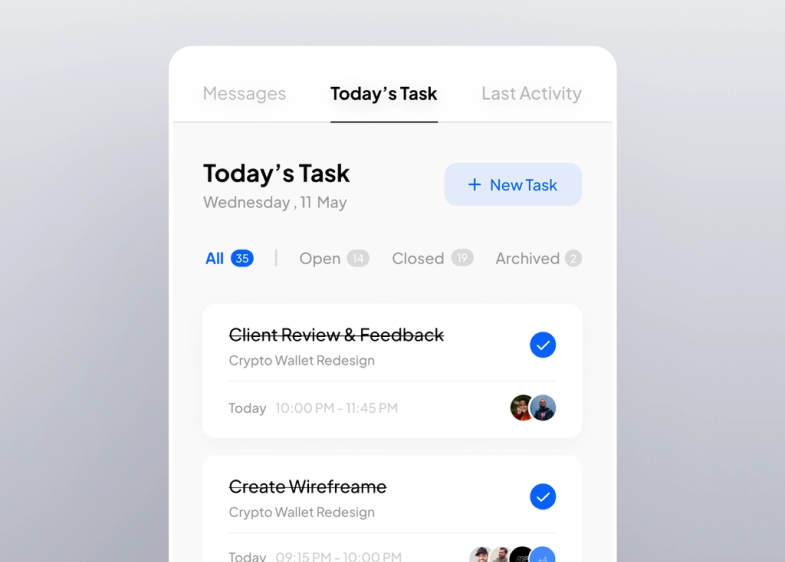 Messages Today's Task Last Activity
Today's Task
+ New Task
Wednesday , 11 May
All 35 | Open 14 Closed 19 Archived 2
Client Review & Feedback
Crypto Wallet Redesign
Today 10:00 PM - 11:45 PM
Create Wirefreame
Crypto Wallet Redesign
Today 09:15 PM - 10:00 PM
+4